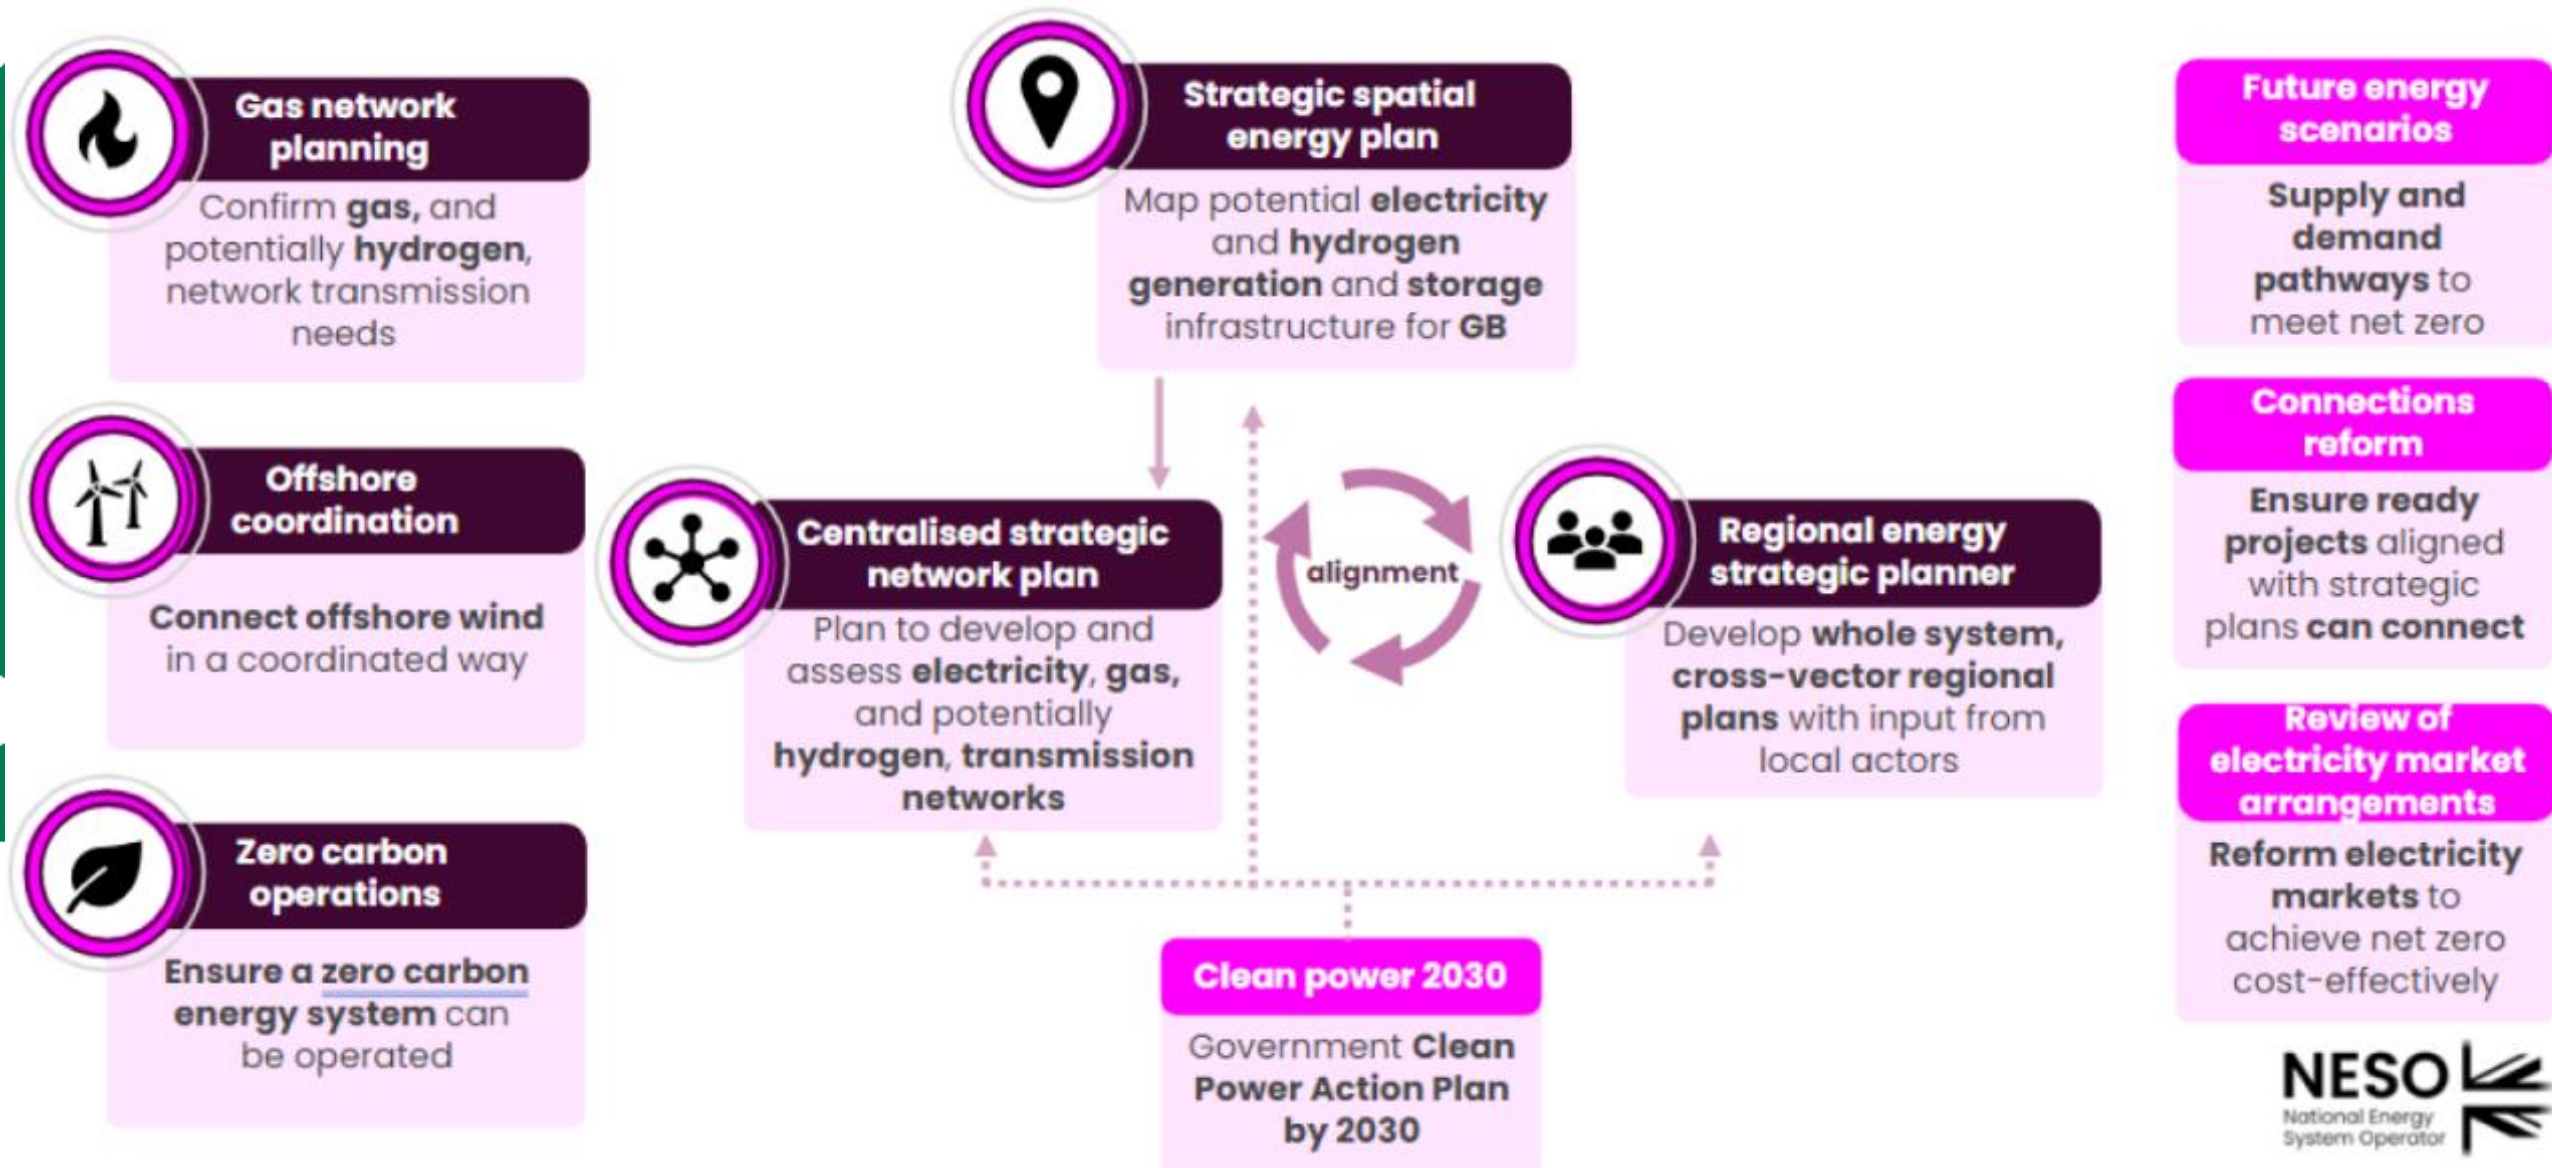 Gas network
planning
Confirm gas, and
potentially hydrogen,
network transmission
needs
Offshore
coordination
Connect offshore wind
in a coordinated way
Zero carbon
operations
Ensure a zero carbon
energy system can
be operated
Strategic spatial
energy plan
Map potential electricity
and hydrogen
generation and storage
infrastructure for GB
Centralised strategic
network plan
Plan to develop and
assess electricity, gas,
and potentially
hydrogen, transmission
networks
alignment
Regional energy
strategic planner
Develop whole system,
cross-vector regional
plans with input from
local actors
Clean power 2030
Government Clean
Power Action Plan
by 2030
Future energy
scenarios
Supply and
demand
pathways to
meet net zero
Connections
reform
Ensure ready
projects aligned
with strategic
plans can connect
Review of
electricity market
arrangements
Reform electricity
markets to
achieve net zero
cost-effectively
NESO
National Energy
System Operator